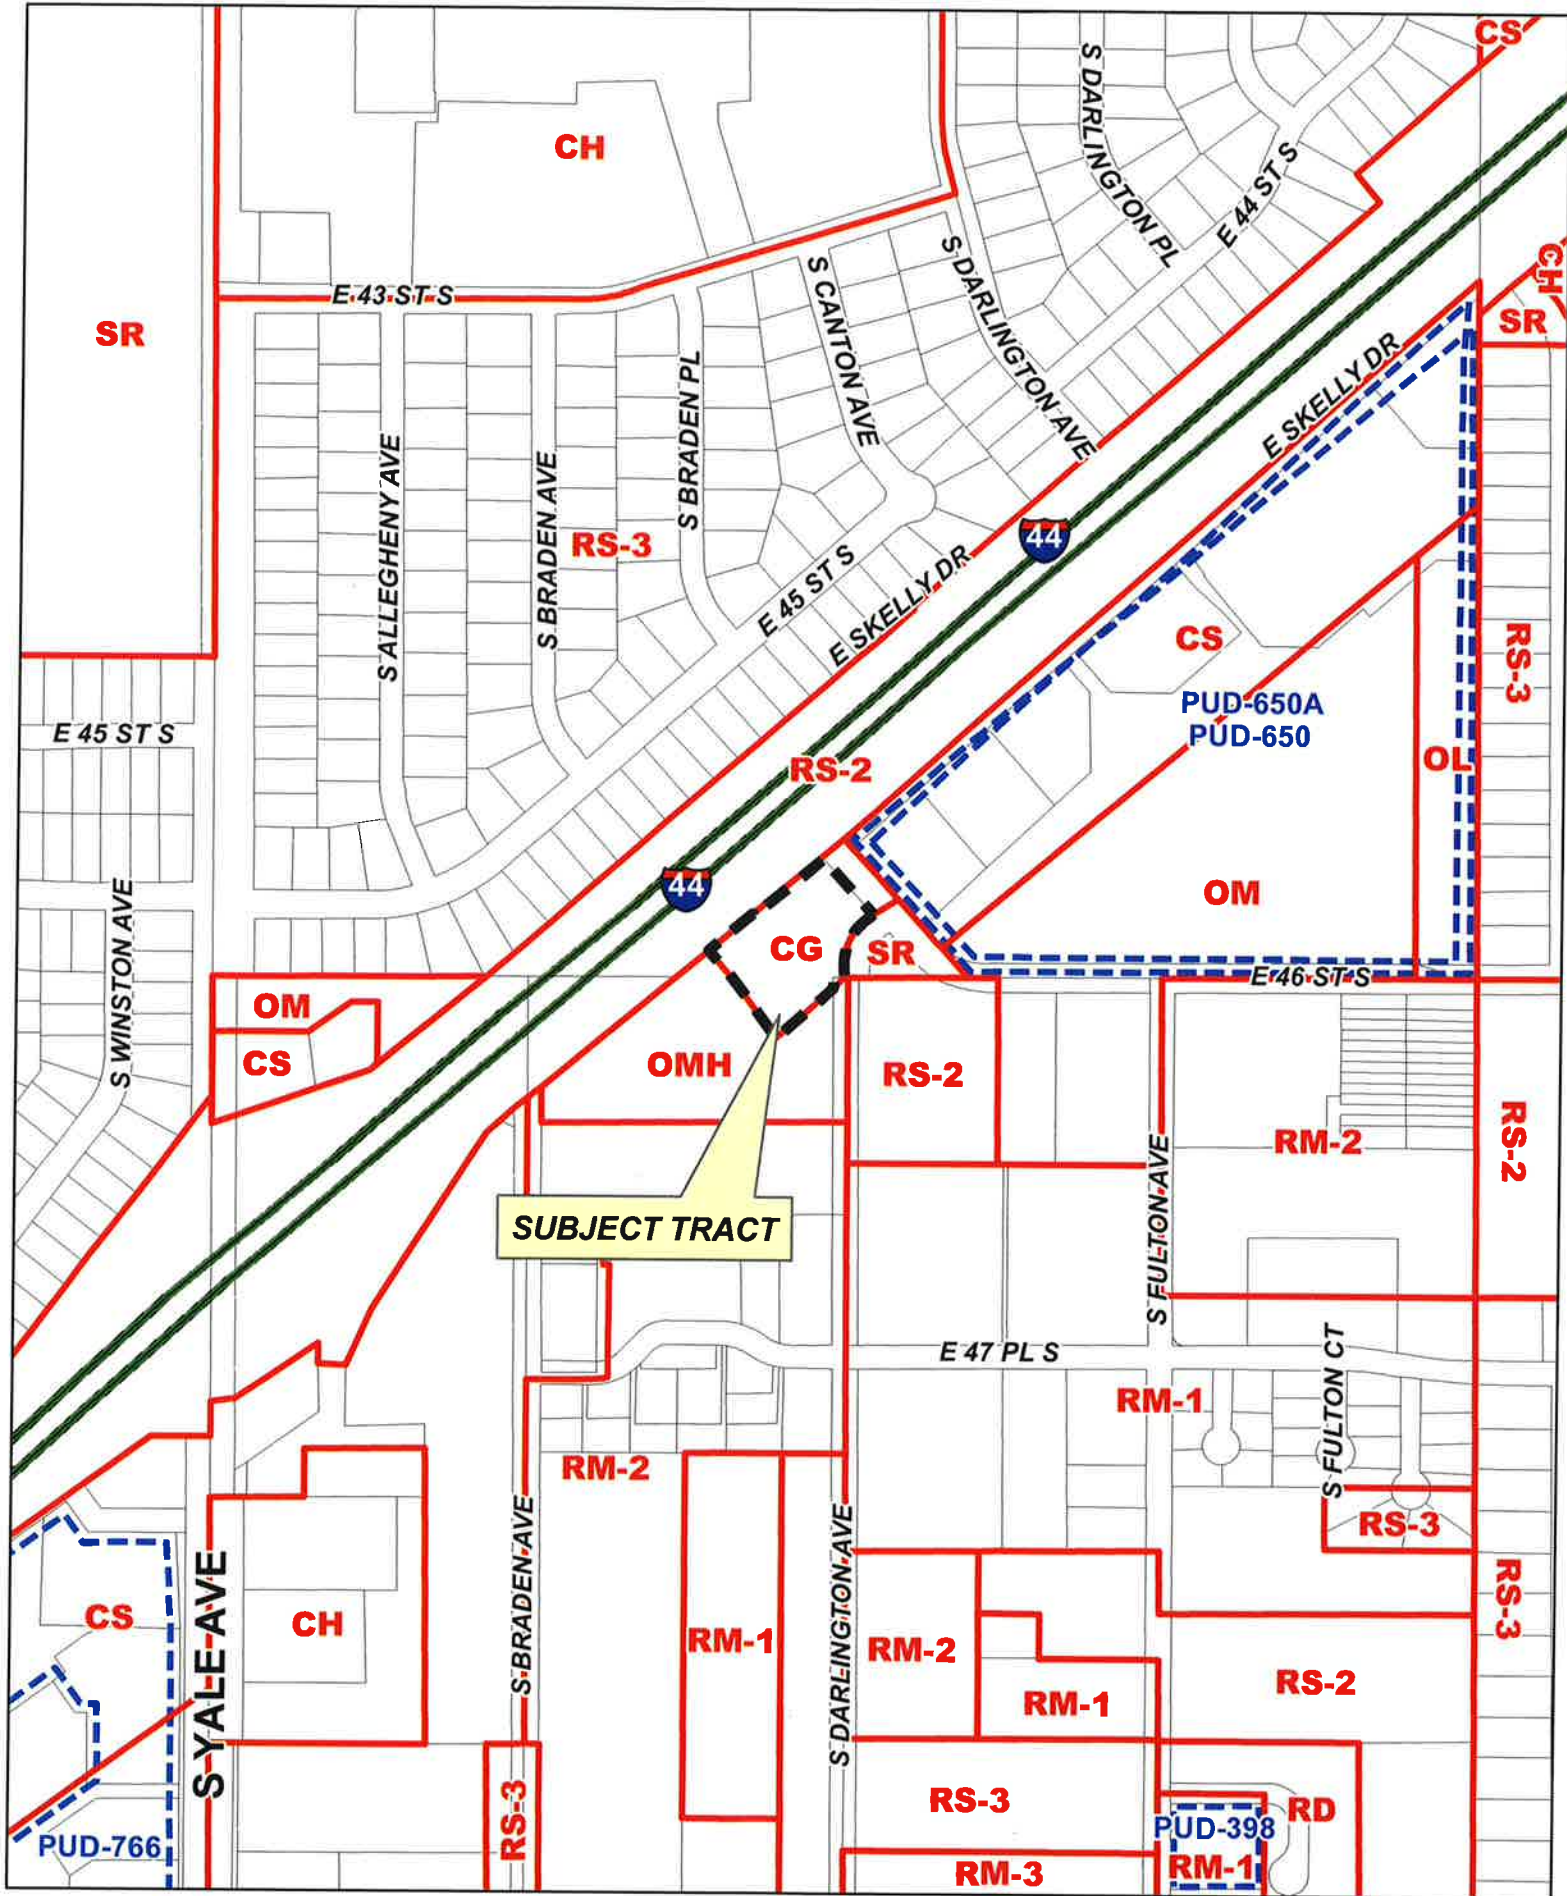 CS
S DARLINGTON PL
CH
E 44 ST S
S DARLINGTON AVE
S CANTON AVE
CH
E 43 ST S
SR
SR
E SKELLY DR
S BRADEN PL
S ALLEGHENY AVE
S BRADEN AVE
RS-3
44
E 45 ST S
E SKELLY DR
CS
RS-3
PUD-650A
PUD-650
E 45 ST S
OL
RS-2
44
OM
S WINSTON AVE
CG
SR
E 46 ST S
OM
CS
OMH
RS-2
RM-2
RS-2
S FULTON AVE
SUBJECT TRACT
E 47 PL S
S FULTON CT
RM-1
RM-2
RS-3
S BRADEN AVE
S DARLINGTON AVE
S YALE AVE
CS
CH
RM-1
RM-2
RS-2
RS-3
RM-1
RS-3
RS-3
RD
PUD-398
PUD-766
RM-1
RM-3